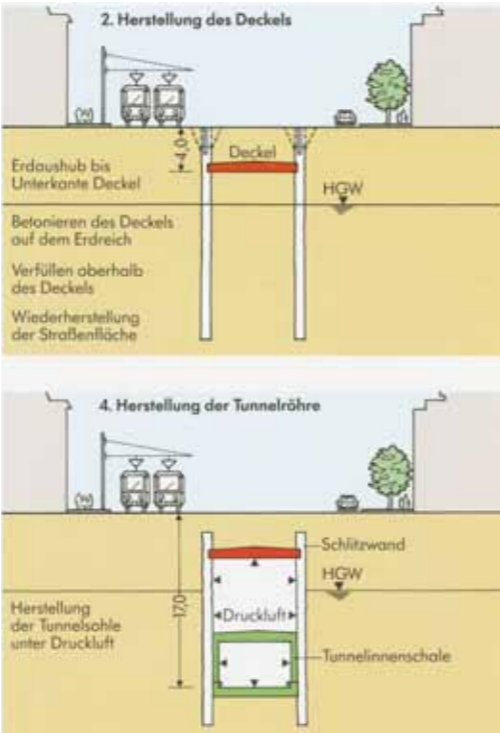 2. Herstellung des Deckels
4,0
Deckel
Erdaushub bis
Unterkante Deckel
HGW
Betonieren des Deckels
auf dem Erdreich
Verfüllen oberhalb
des Deckels
Wiederherstellung
der Straßenfläche
4. Herstellung der Tunnelröhre
Schlitzwand
HGW
17,0
Druckluft
Herstellung
der Tunnelsohle
unter Druckluft
Tunnelinnenschale